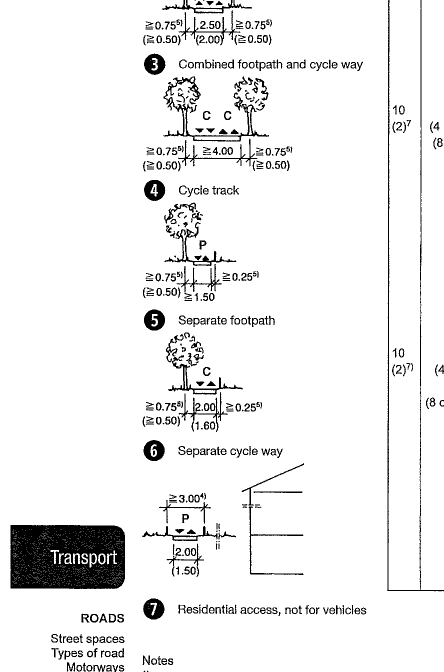 ≧0.75⁵⁾ 2.50 ≧0.75⁵⁾
(≧0.50) (2.00) (≧0.50)
3 Combined footpath and cycle way
C C
10
(2)⁷ (4
(8
≧0.75⁵⁾ ≧4.00 ≧0.75⁵⁾
(≧0.50) (≧0.50)
4 Cycle track
P
≧0.75⁵⁾ ≧0.25⁵⁾
(≧0.50) ≧1.50
5 Separate footpath
C
10
(2)⁷⁾ (4
(8 c
≧0.75⁵⁾ 2.00 ≧0.25⁵⁾
(≧0.50) (1.60)
6 Separate cycle way
≧3.00⁴⁾
P
2.00
(1.50)
Transport
7 Residential access, not for vehicles
ROADS
Street spaces
Types of road
Motorways
Notes